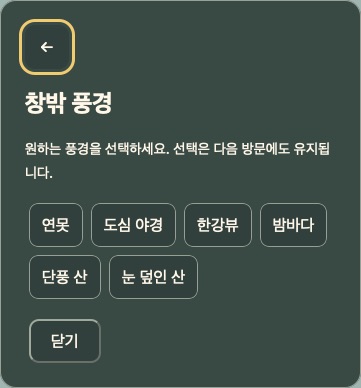 ←
창밖 풍경
원하는 풍경을 선택하세요. 선택은 다음 방문에도 유지됩
니다.
연못 도심 야경 한강뷰 밤바다
단풍 산 눈 덮인 산
닫기